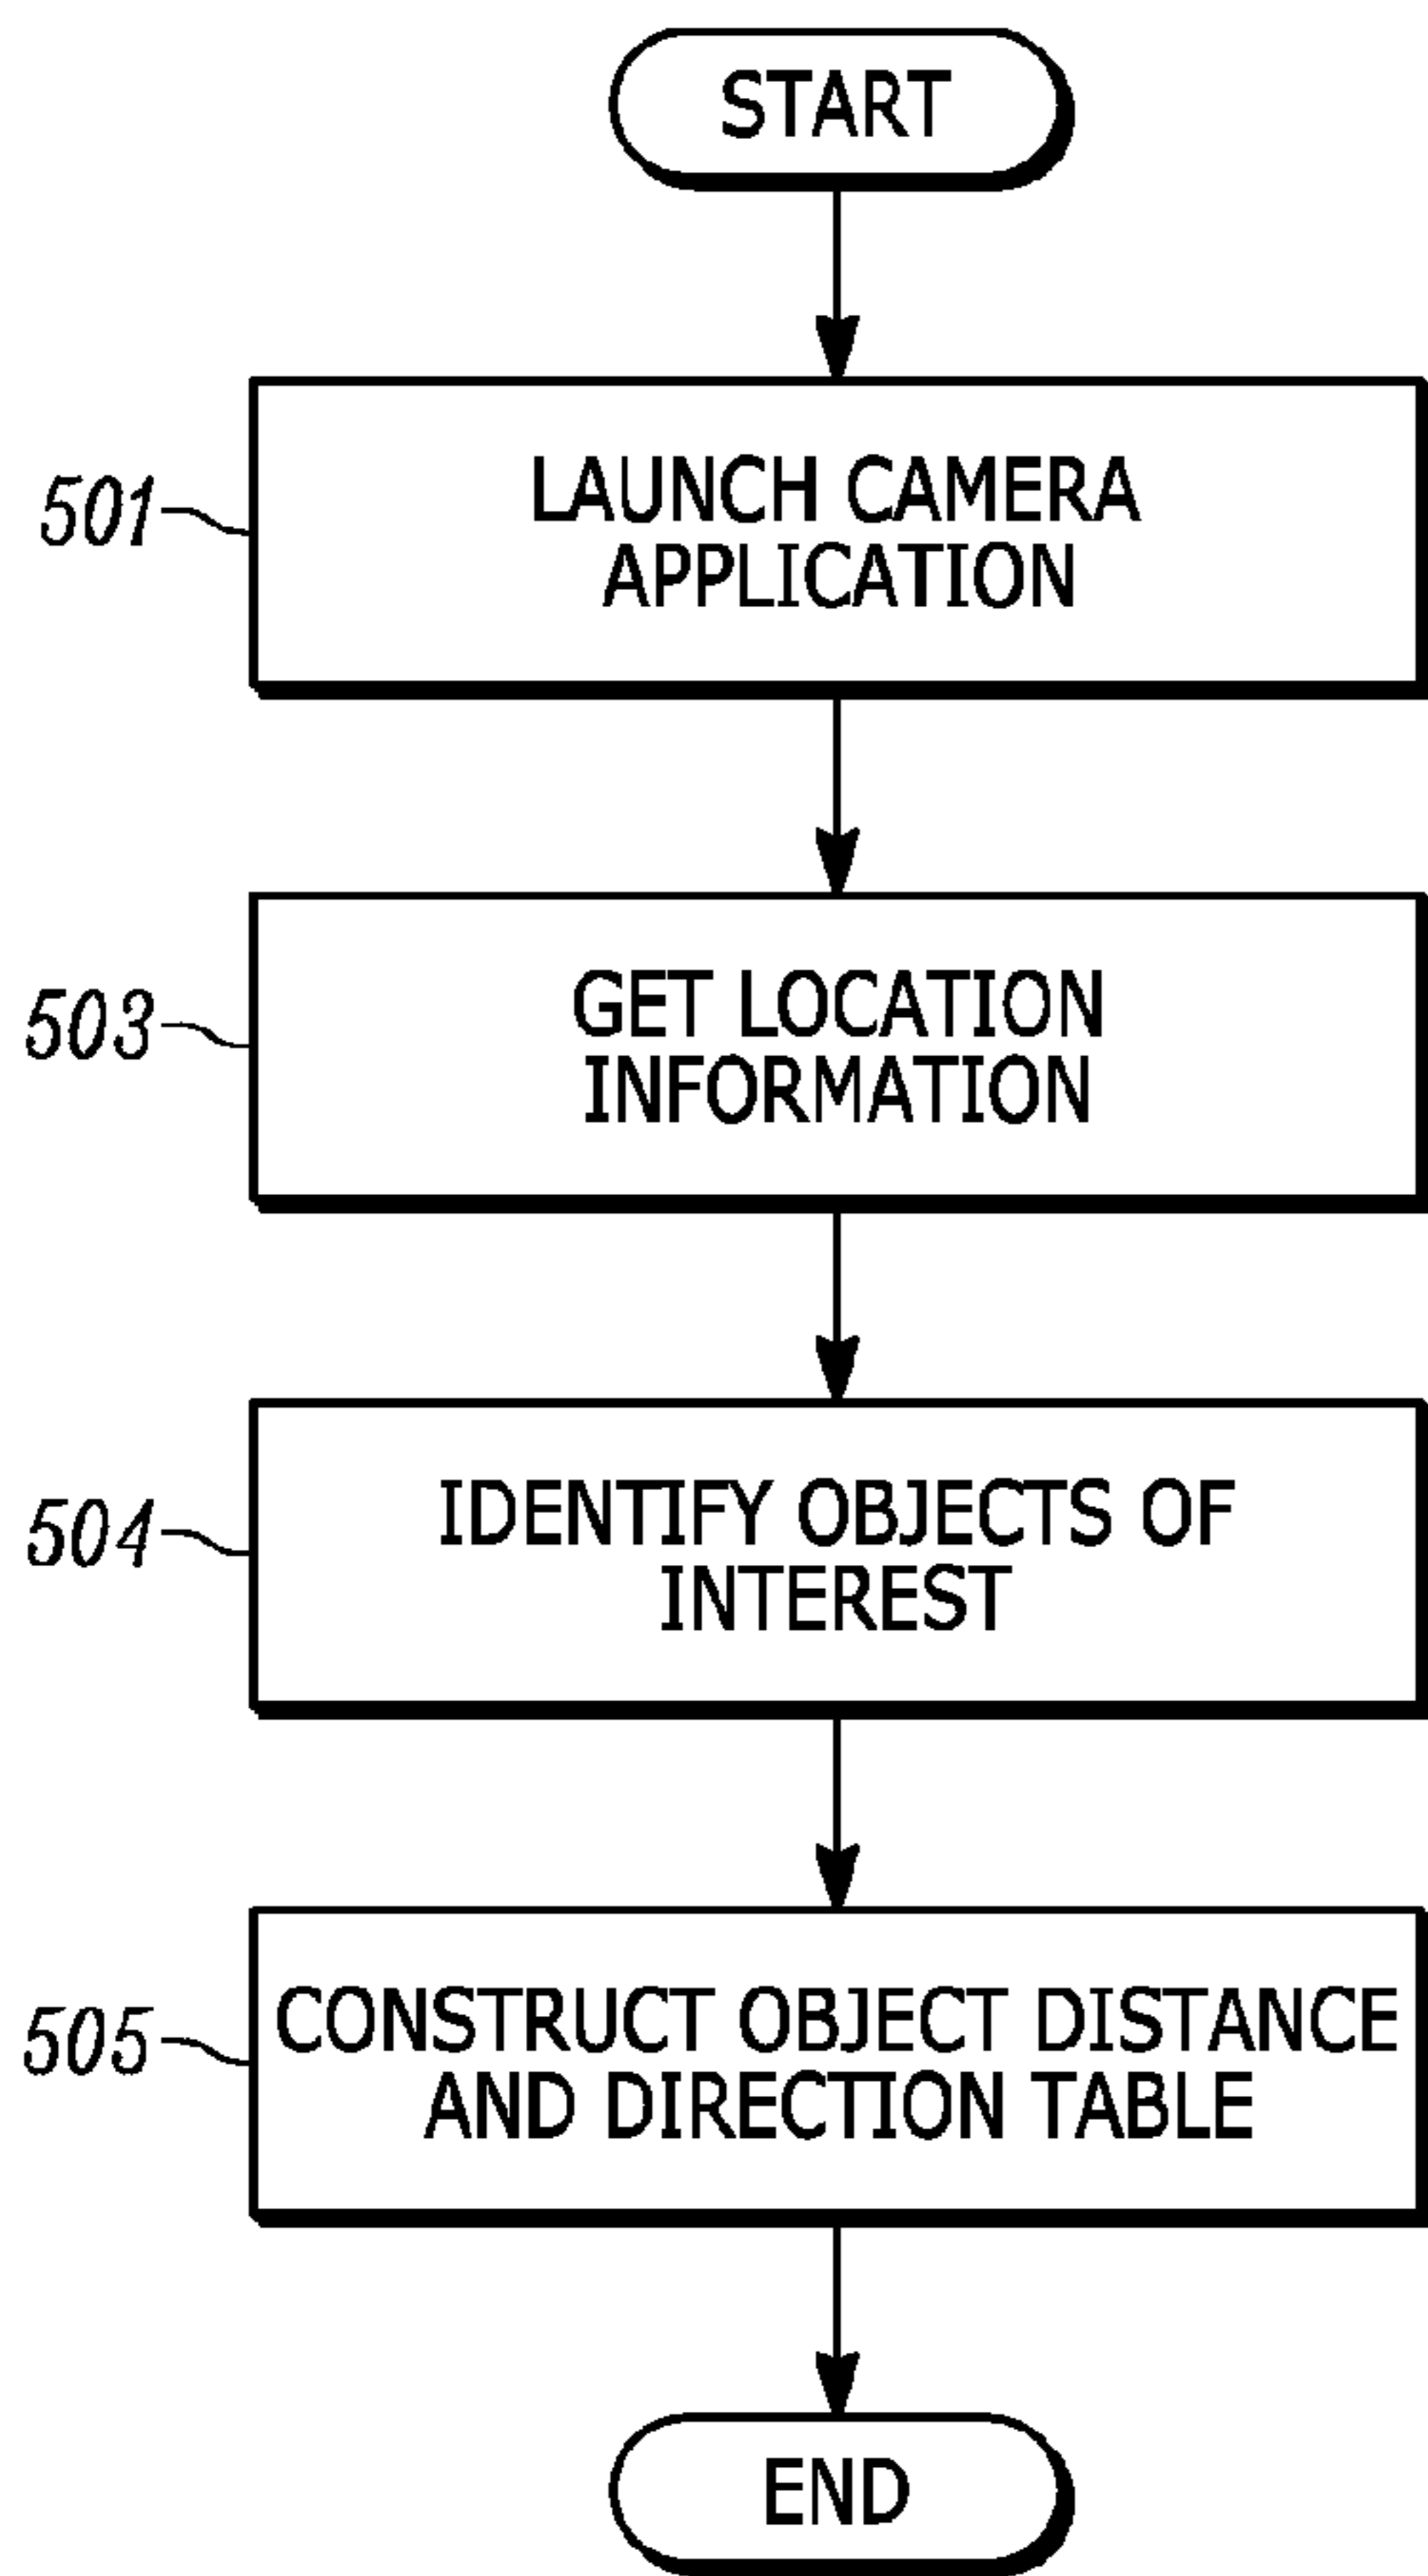 START
501
LAUNCH CAMERA
APPLICATION
503
GET LOCATION
INFORMATION
504
IDENTIFY OBJECTS OF
INTEREST
505
CONSTRUCT OBJECT DISTANCE
AND DIRECTION TABLE
END